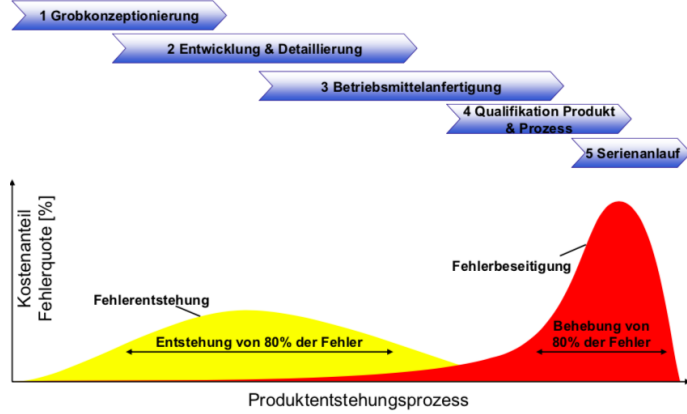 1 Grobkonzeptionierung
2 Entwicklung & Detaillierung
3 Betriebsmittelanfertigung
4 Qualifikation Produkt
& Prozess
5 Serienanlauf
Kostenanteil
Fehlerquote [%]
Fehlerentstehung
Entstehung von 80% der Fehler
Fehlerbeseitigung
Behebung von
80% der Fehler
Produktentstehungsprozess